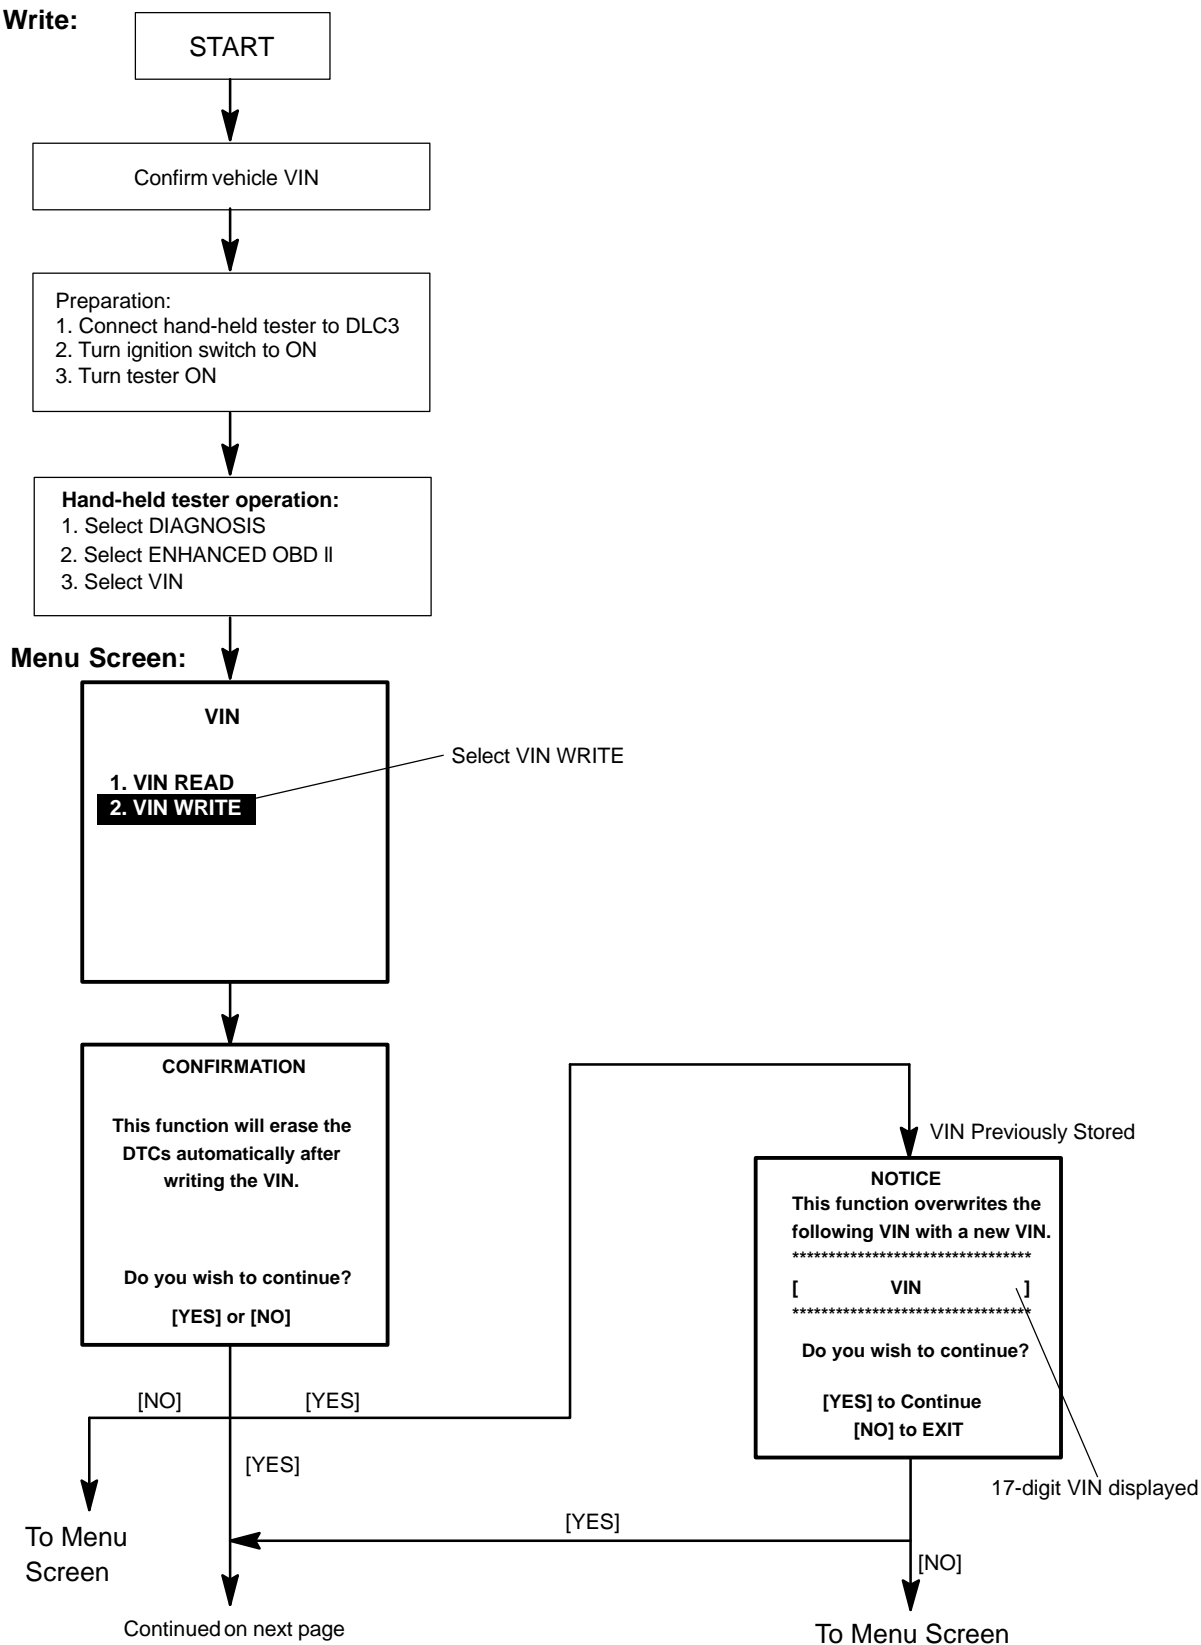 Write:
START
Confirm vehicle VIN
Preparation:
1. Connect hand-held tester to DLC3
2. Turn ignition switch to ON
3. Turn tester ON
Hand-held tester operation:
1. Select DIAGNOSIS
2. Select ENHANCED OBD II
3. Select VIN
Menu Screen:
VIN
Select VIN WRITE
1. VIN READ
2. VIN WRITE
CONFIRMATION
This function will erase the
DTCs automatically after
writing the VIN.
Do you wish to continue?
[YES] or [NO]
VIN Previously Stored
NOTICE
This function overwrites the
following VIN with a new VIN.
*********************************
[ VIN ]
*********************************
Do you wish to continue?
[YES] to Continue
[NO] to EXIT
17-digit VIN displayed
[NO]
[YES]
[YES]
[YES]
[NO]
To Menu
Screen
Continued on next page
To Menu Screen